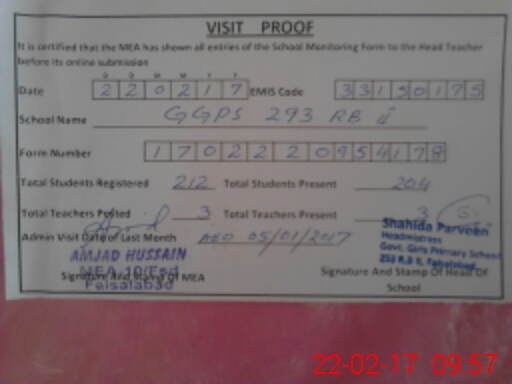 VISIT PROOF
It is certified that the MEA has shown all entries of the School Monitoring Form to the Head Teacher
before its online submission
D D M M Y Y
Date 2 2 0 2 1 7 EMIS Code 3 3 1 5 0 1 7 5
School Name GGPS 293 RB ii
Form Number 1 7 0 2 2 2 0 9 5 4 1 7 8
Total Students Registered 212 Total Students Present 204
Total Teachers Posted 3 Total Teachers Present 3
Admin Visit Date of Last Month AEO 05/01/2017
Shahida Parveen
Headmistress
Govt. Girls Primary School
293 R.B II, Faisalabad
AMJAD HUSSAIN
MEA
Faisalabad
Signature And Stamp Of MEA
Signature And Stamp Of Head Of
School
22-02-17 09:57